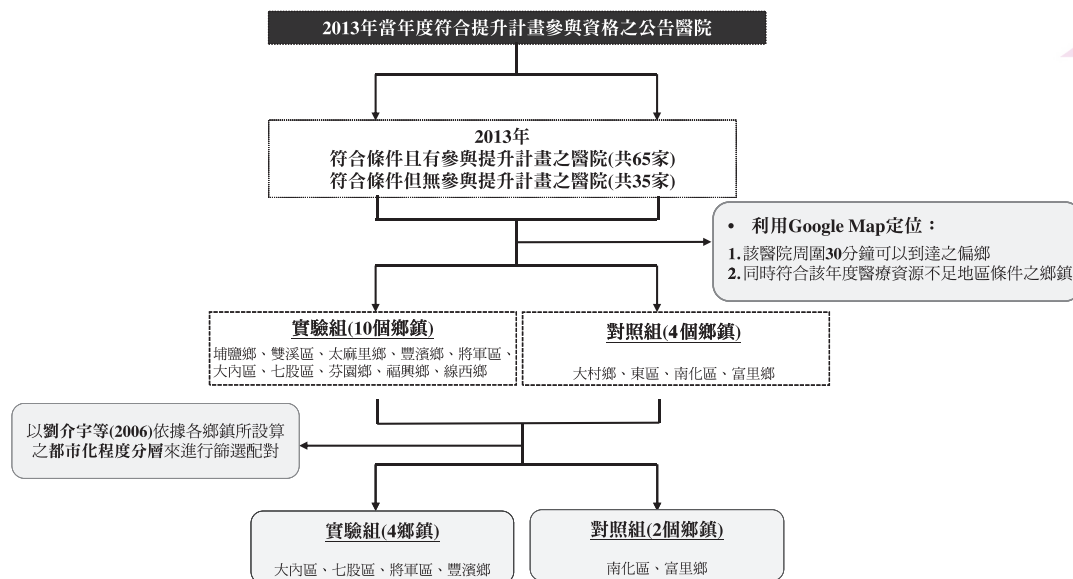 2013年當年度符合提升計畫參與資格之公告醫院
2013年
符合條件且有參與提升計畫之醫院(共65家)
符合條件但無參與提升計畫之醫院(共35家)
• 利用Google Map定位：
1.該醫院周圍30分鐘可以到達之偏鄉
2.同時符合該年度醫療資源不足地區條件之鄉鎮
實驗組(10個鄉鎮)
埔鹽鄉、雙溪區、太麻里鄉、豐濱鄉、將軍區、
大內區、七股區、芬園鄉、福興鄉、線西鄉
對照組(4個鄉鎮)
大村鄉、東區、南化區、富里鄉
以劉介宇等(2006)依據各鄉鎮所設算
之都市化程度分層來進行篩選配對
實驗組(4鄉鎮)
大內區、七股區、將軍區、豐濱鄉
對照組(2個鄉鎮)
南化區、富里鄉